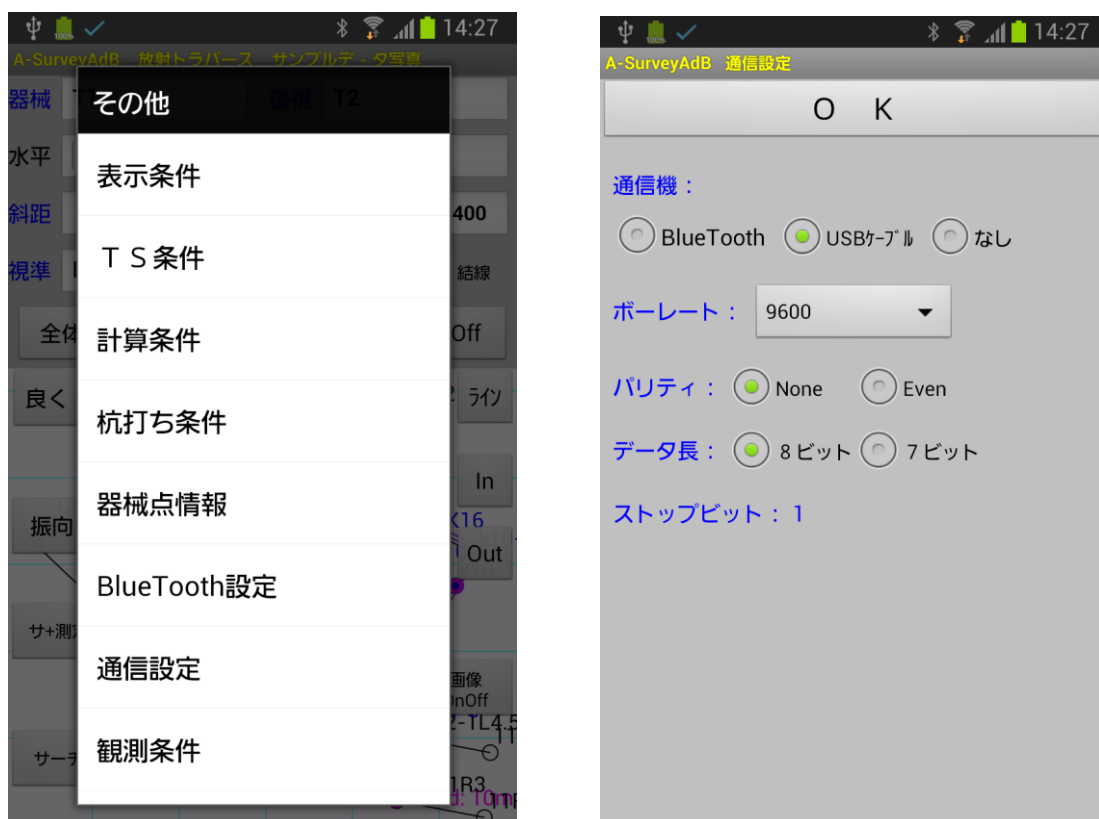 100%
14:27
A-SurveyAdB 放射トラバース サンプルデ-タ写真
器械
後視 T2
水平
斜距
400
視準
結線
全体
Off
良く
ライン
In
振向
K16
Out
サ+測
画像
OnOff
サーチ
その他
表示条件
ＴＳ条件
計算条件
杭打ち条件
器械点情報
BlueTooth設定
通信設定
観測条件
1R3
d: 10m
100%
14:27
A-SurveyAdB 通信設定
Ｏ Ｋ
通信機：
BlueTooth USBｹｰﾌﾞﾙ なし
ボーレート： 9600
パリティ： None Even
データ長： 8 ビット 7 ビット
ストップビット：1